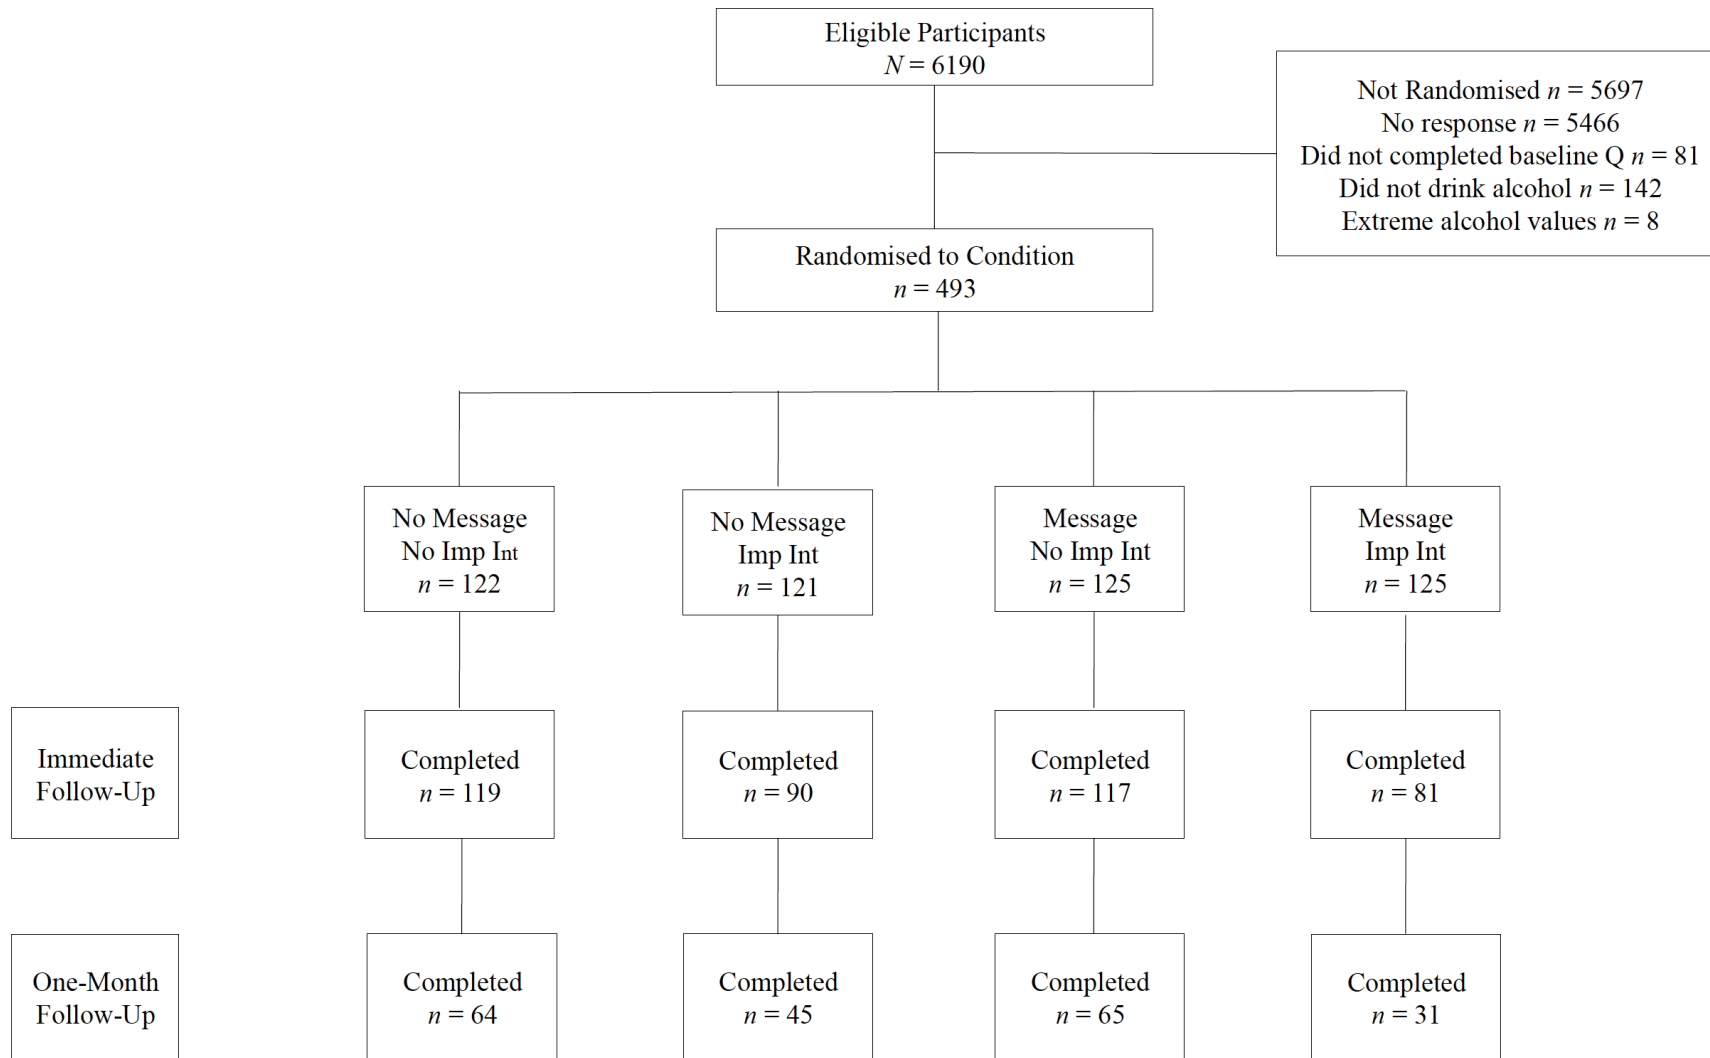 Eligible Participants
N = 6190
Not Randomised n = 5697
No response n = 5466
Did not completed baseline Q n = 81
Did not drink alcohol n = 142
Extreme alcohol values n = 8
Randomised to Condition
n = 493
No Message
No Imp Int
n = 122
No Message
Imp Int
n = 121
Message
No Imp Int
n = 125
Message
Imp Int
n = 125
Immediate
Follow-Up
Completed
n = 119
Completed
n = 90
Completed
n = 117
Completed
n = 81
One-Month
Follow-Up
Completed
n = 64
Completed
n = 45
Completed
n = 65
Completed
n = 31